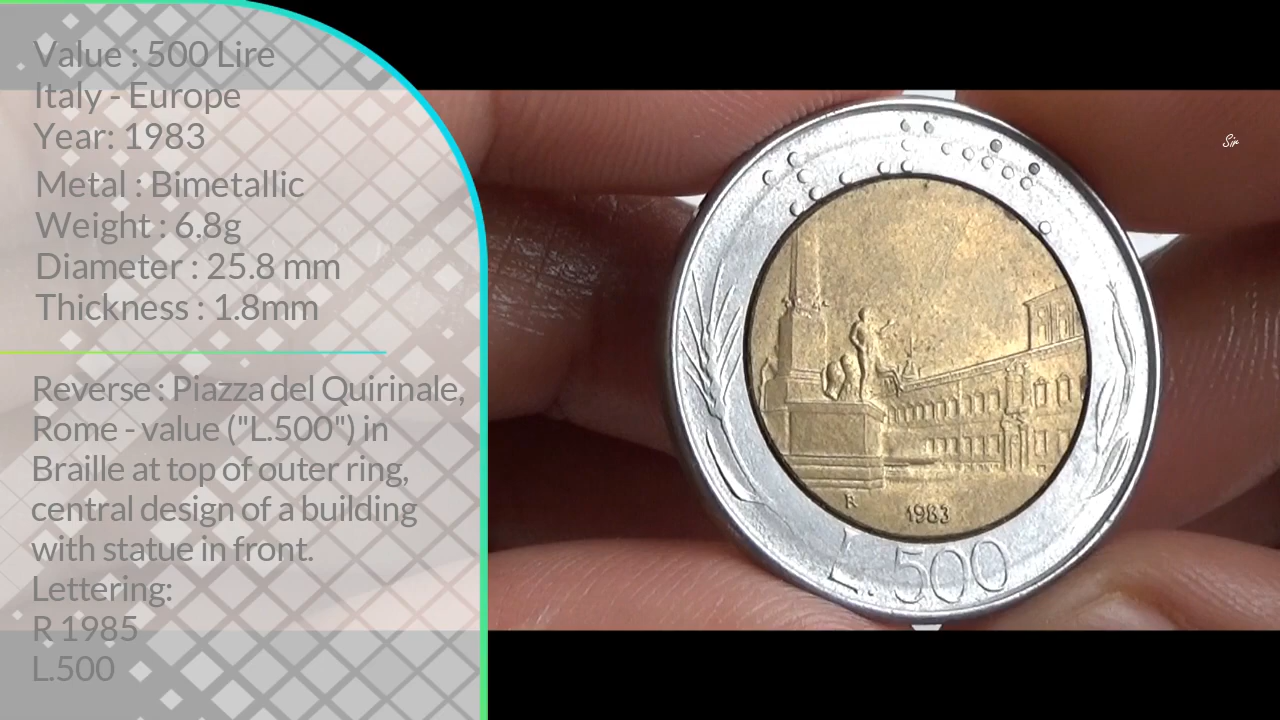 Value : 500 Lire
Italy - Europe
Year: 1983
Metal : Bimetallic
Weight : 6.8g
Diameter : 25.8 mm
Thickness : 1.8mm
Reverse : Piazza del Quirinale,
Rome - value ("L.500") in
Braille at top of outer ring,
central design of a building
with statue in front.
Lettering:
R 1985
L.500
Sir
R
1983
L.500